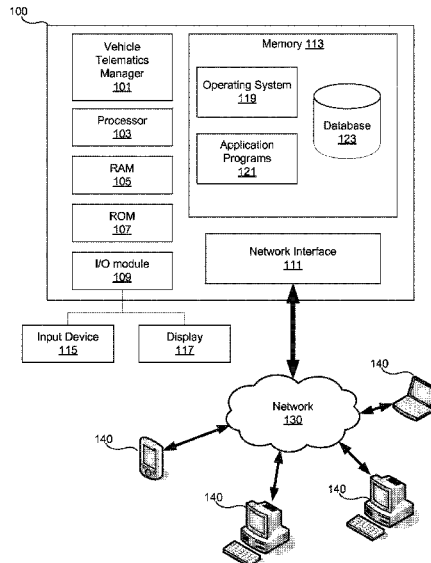 100
Vehicle
Telematics
Manager
101
Processor
103
RAM
105
ROM
107
I/O module
109
Memory 113
Operating System
119
Application
Programs
121
Database
123
Network Interface
111
Input Device
115
Display
117
Network
130
140
140
140
140